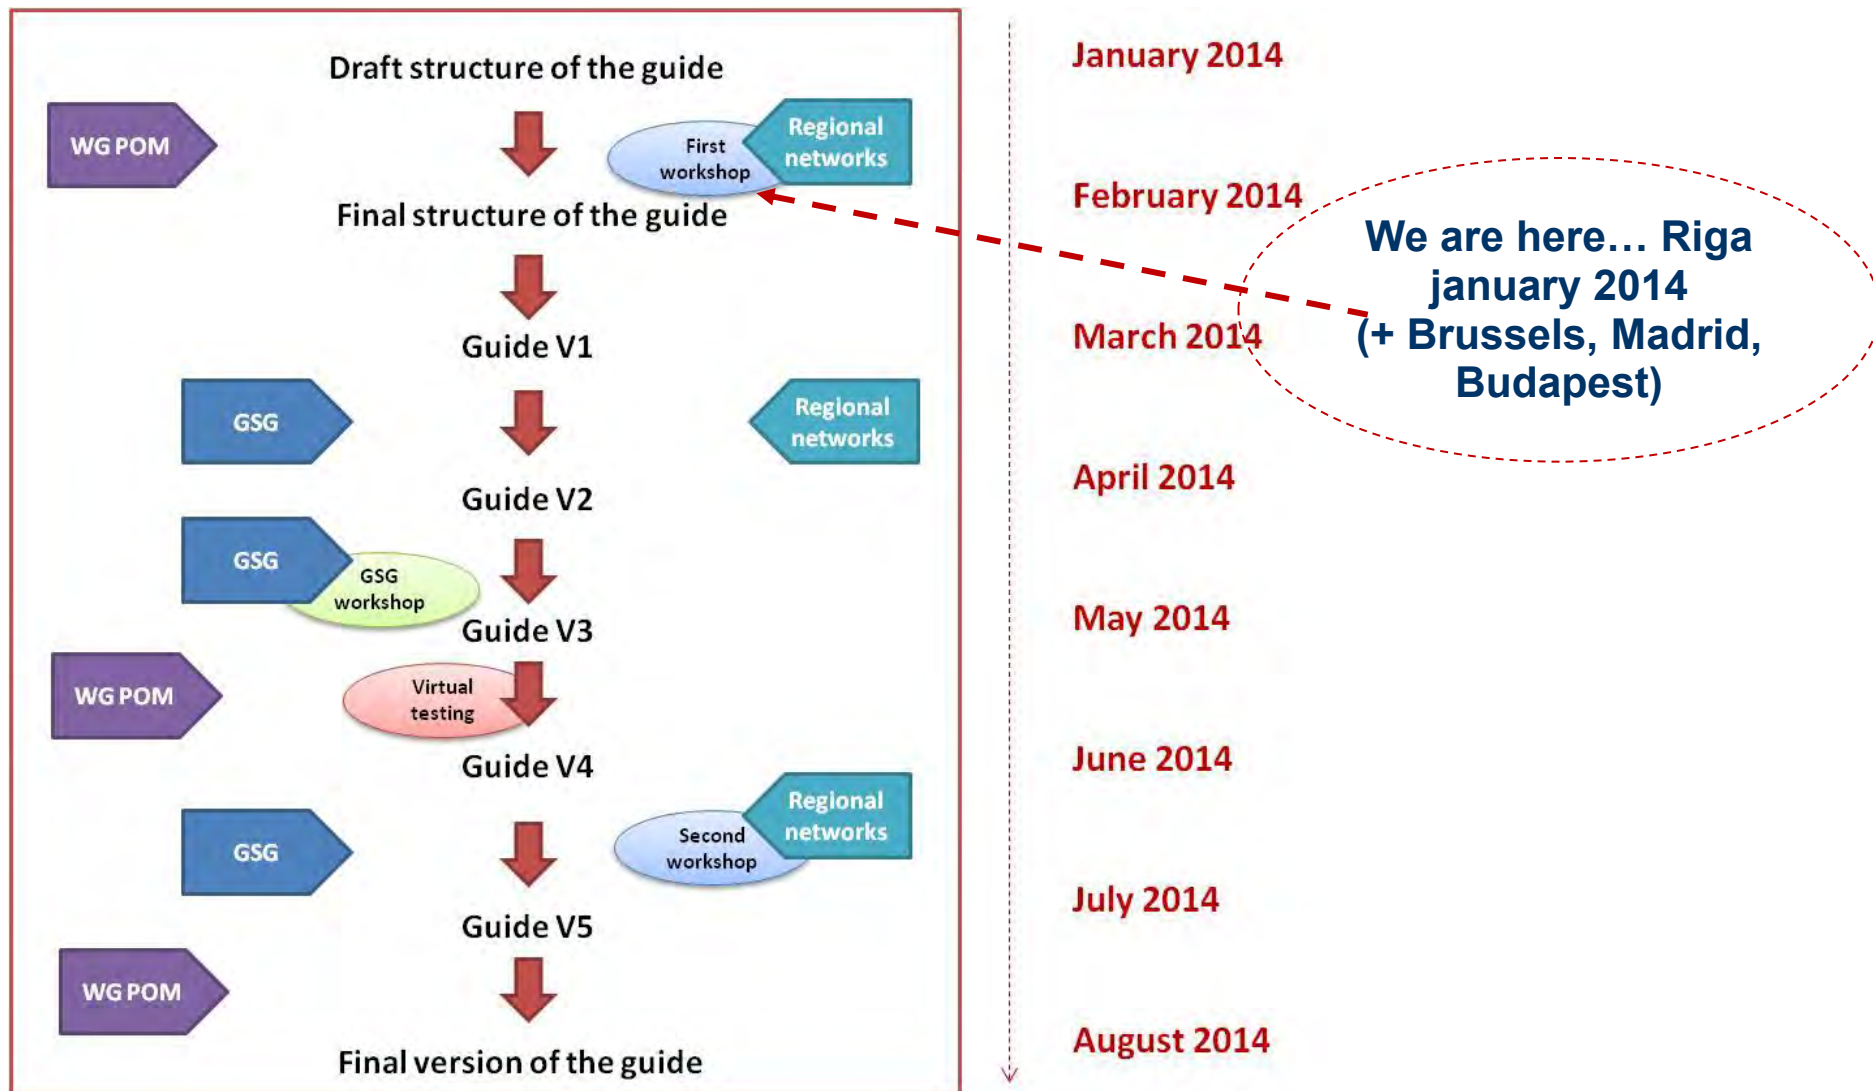 Draft structure of the guide
WG POM
First
workshop
Regional
networks
Final structure of the guide
Guide V1
GSG
Regional
networks
Guide V2
GSG
GSG
workshop
Guide V3
WG POM
Virtual
testing
Guide V4
GSG
Second
workshop
Regional
networks
Guide V5
WG POM
Final version of the guide
January 2014
February 2014
March 2014
April 2014
May 2014
June 2014
July 2014
August 2014
We are here… Riga
january 2014
(+ Brussels, Madrid,
Budapest)